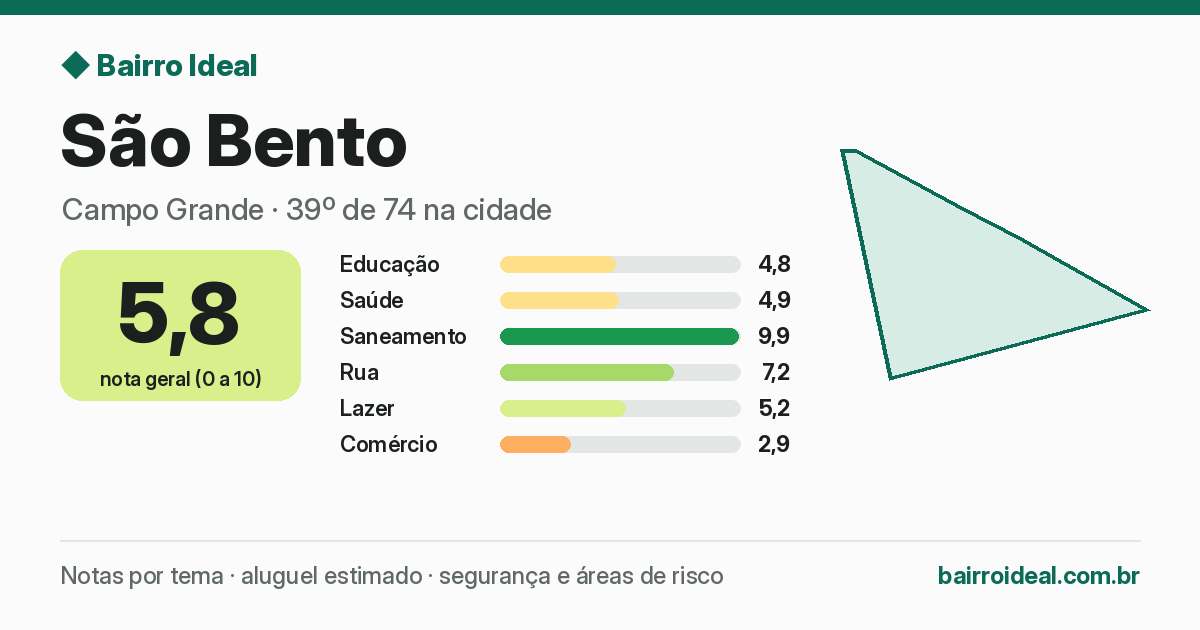 Bairro Ideal
São Bento
Campo Grande · 39º de 74 na cidade
5,8
nota geral (0 a 10)
Educação 4,8
Saúde 4,9
Saneamento 9,9
Rua 7,2
Lazer 5,2
Comércio 2,9
Notas por tema · aluguel estimado · segurança e áreas de risco
bairroideal.com.br